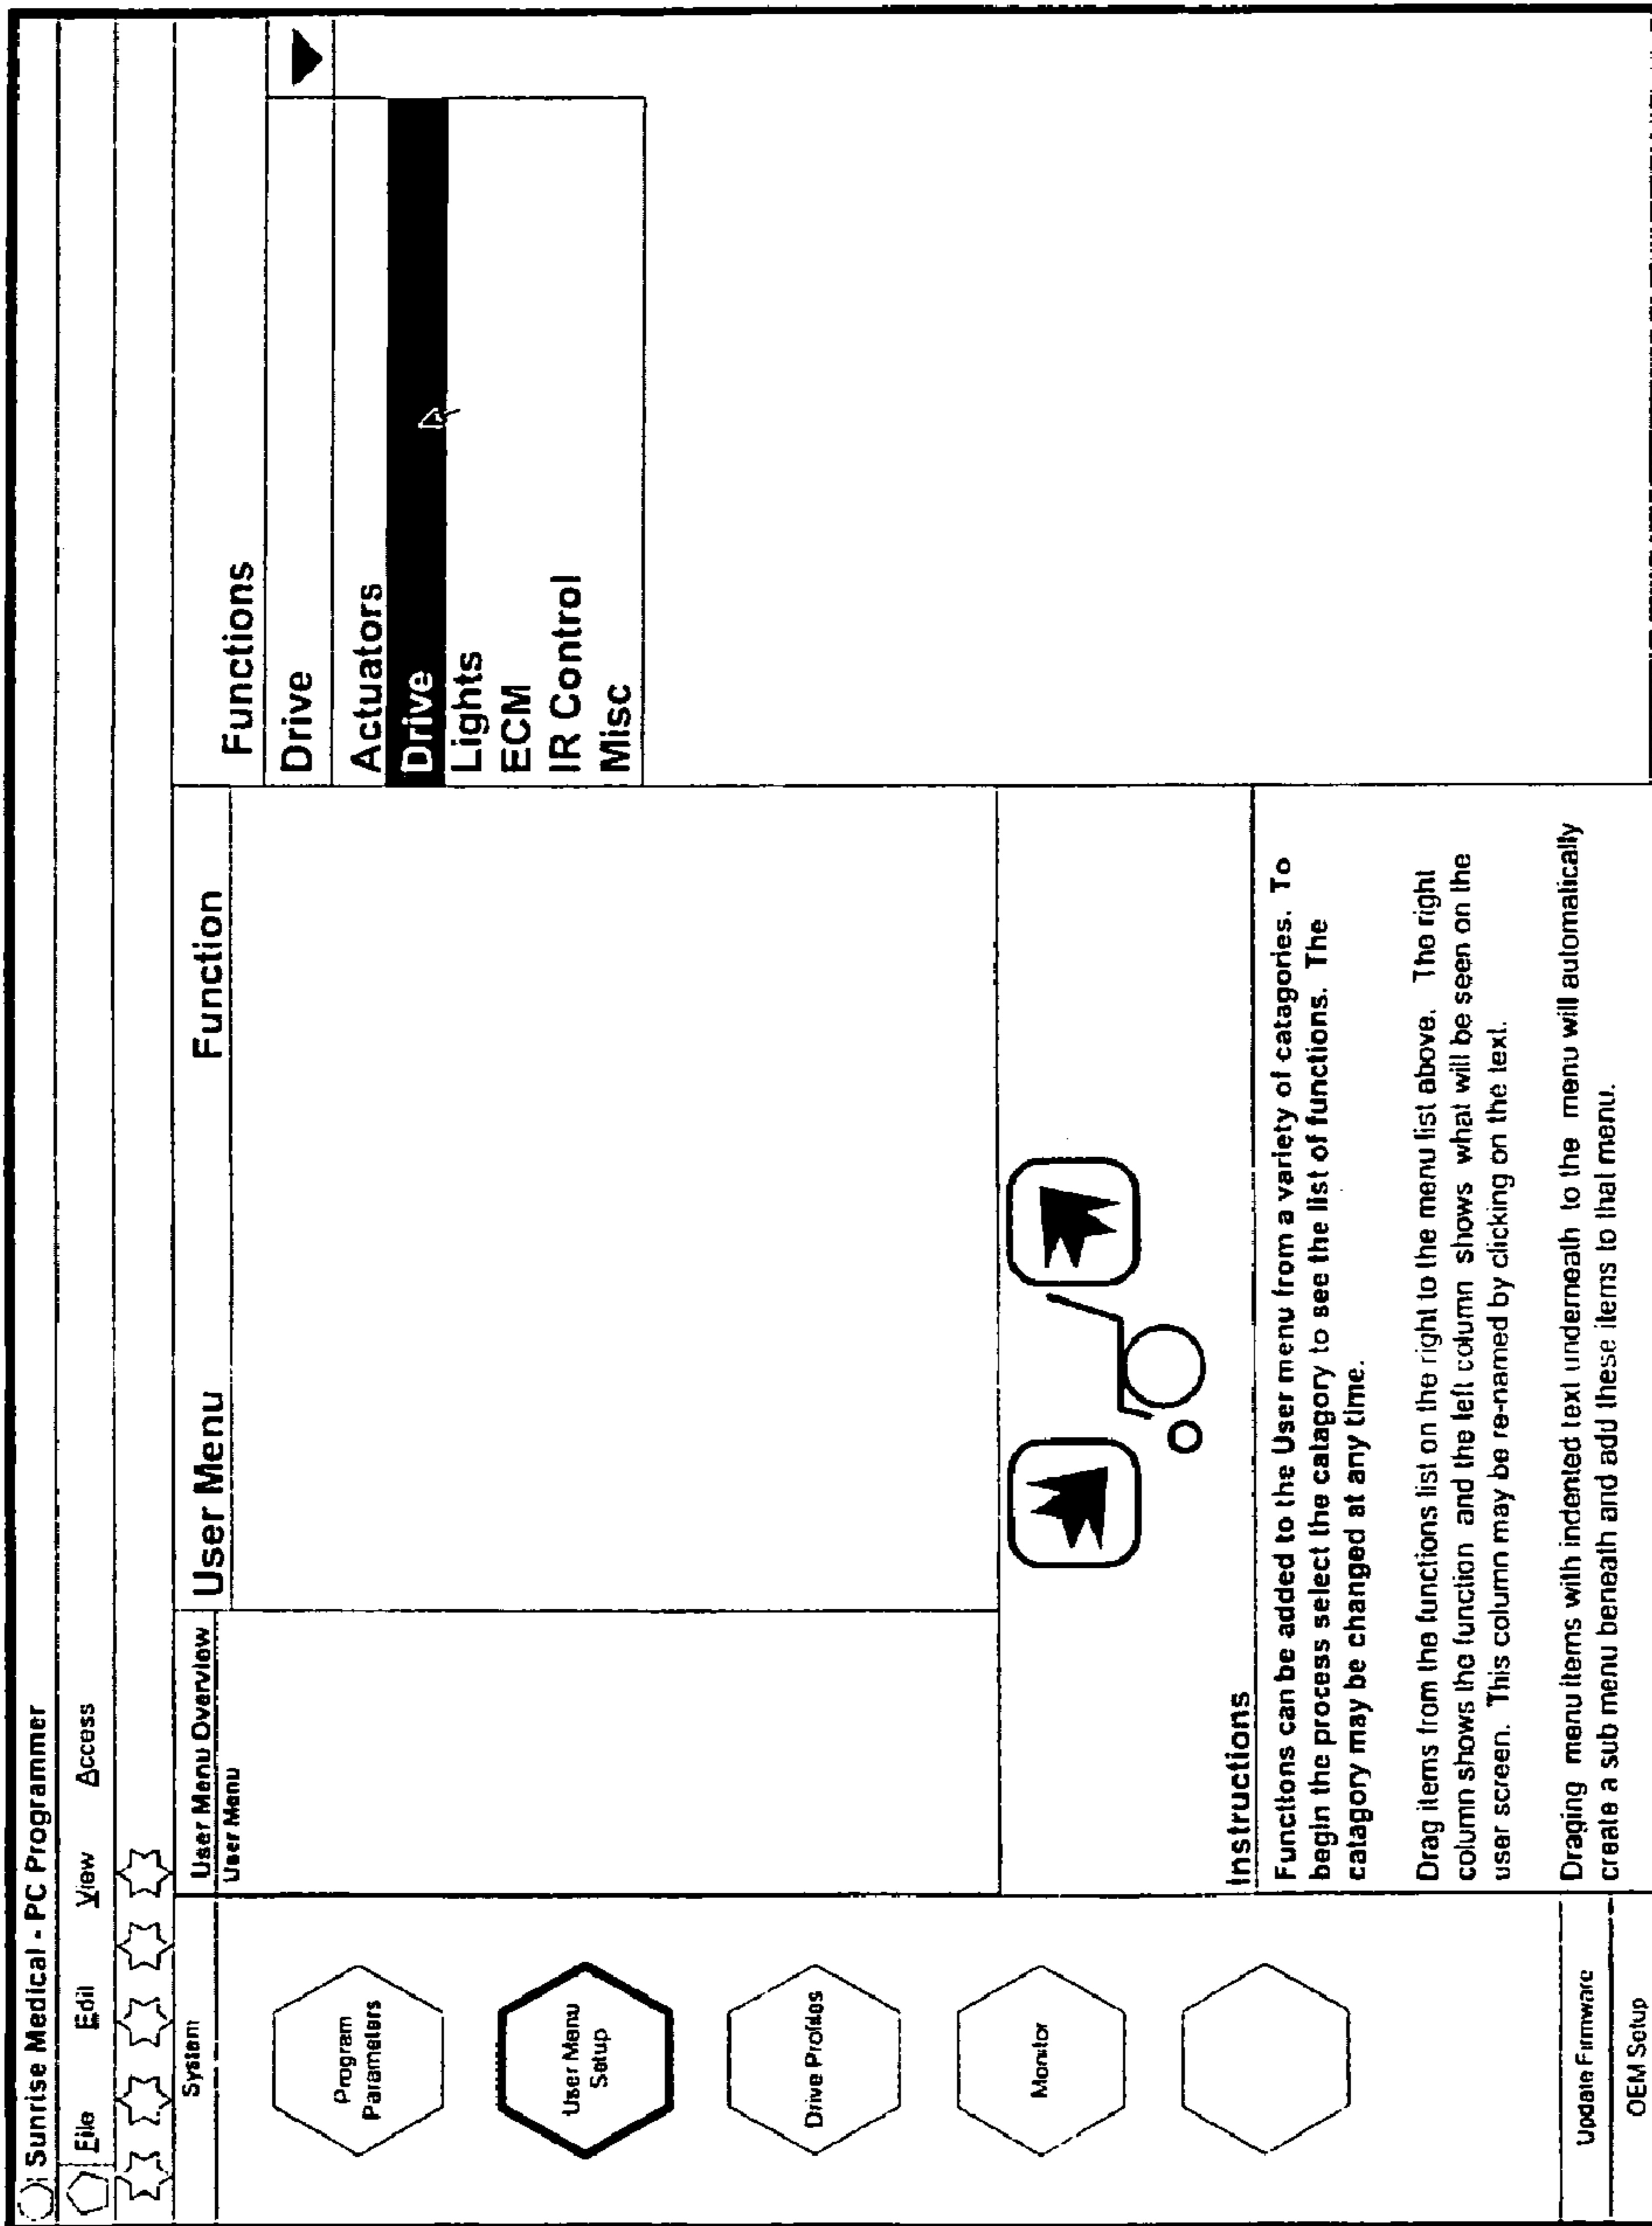 Sunrise Medical - PC Programmer
File Edit View Access
System
Program
Parameters
User Menu
Setup
Drive Profiles
Monitor
Update Firmware
OEM Setup
User Menu Overview
User Menu
User Menu Function
Functions
Drive
Actuators
Drive
Lights
ECM
IR Control
Misc
Instructions
Functions can be added to the User menu from a variety of catagories. To
begin the process select the catagory to see the list of functions. The
catagory may be changed at any time.
Drag items from the functions list on the right to the menu list above. The right
column shows the function and the left column shows what will be seen on the
user screen. This column may be re-named by clicking on the text.
Draging menu items with indented text underneath to the menu will automatically
create a sub menu beneath and add these items to that menu.